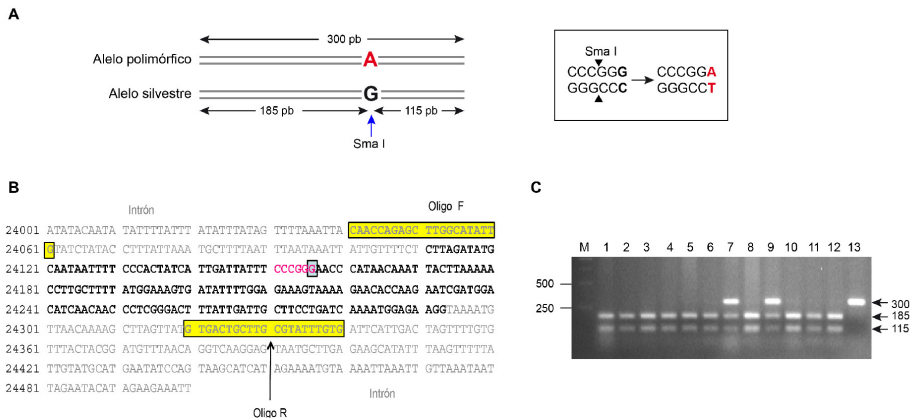 A
300 pb
Alelo polimórfico
A
Alelo silvestre
G
185 pb
115 pb
Sma I
Sma I
CCCGGG CCCGGA
GGGCCC GGGCCT
B
Intrón
Oligo F
24001 ATATACAATA TATTTATTT ATATTTATAG TTTTAAATTA CAACCAGAGCT TTGGCATATT
24061 GTATCTATAC CTTTATTAAA TGCTTTTAAT TTAATAAATT ATTGTTTTCT CTTAGATATG
24121 CAATAATTTT CCCACTATCA TTGATTATTT CCCGGGAACC CATAACAAAT TACTTAAAAA
24181 CCTTGCTTTT ATGGAAAGTG ATATTTTGGA GAAAGTAAAA GAACACCAAG AATCGATGGA
24241 CATCAACAAC CCTCGGGACT TTATTGATTG CTTCCTGATC AAAATGGAGA AGGTAAAATG
24301 TTAACAAAAG CTTAGTTATG GTGACTGCTTG CGTATTTGTG ATTCATTGAC TAGTTTTGTG
24361 TTTACTACGG ATGTTTAACA GGTCAAGGAG TAATGCTTGA GAAGCATATT TAAGTTTTTA
24421 TTGTATGCAT GAATATCCAG TAAGCATCAT AGAAAATGTA AAATTAAATT GTTAAATAAT
24481 TAGAATACAT AGAAGAAATT
Oligo R
Intrón
C
M 1 2 3 4 5 6 7 8 9 10 11 12 13
500
250
300
185
115